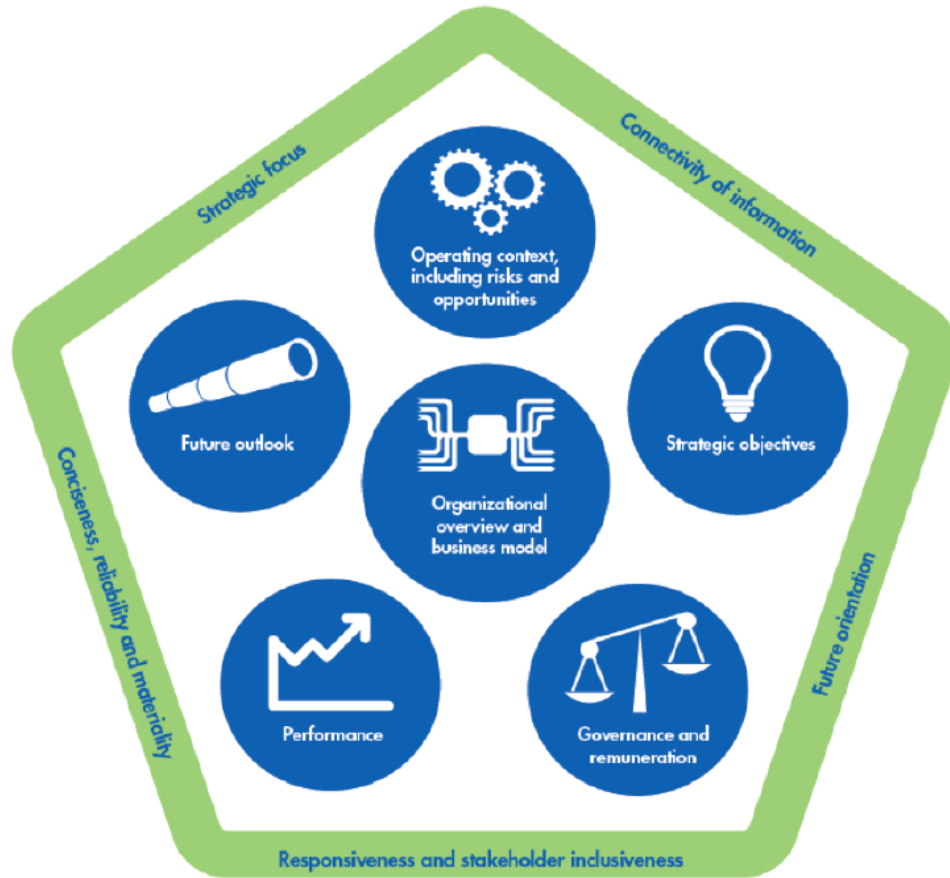 Strategic focus
Connectivity of information
Operating context,
including risks and
opportunities
Future outlook
Strategic objectives
Organizational
overview and
business model
Conciseness, reliability and materiality
Future orientation
Performance
Governance and
remuneration
Responsiveness and stakeholder inclusiveness